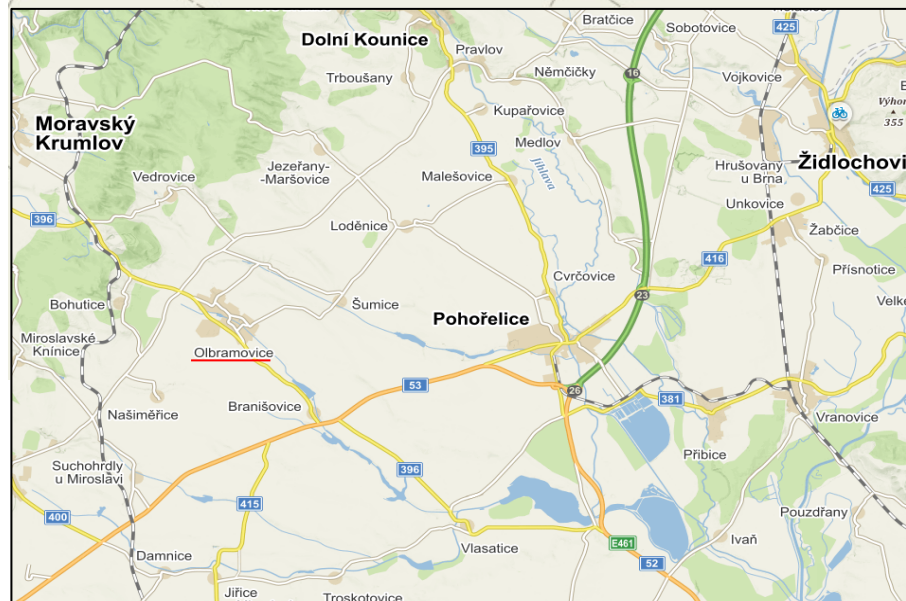 Bratčice
Sobotovice
425
Dolní Kounice
Pravlov
Trboušany
Němčičky
16
Vojkovice
Výhon
355
Kupařovice
Moravský
Krumlov
Medlov
395
Jihlava
Jezeřany-
-Maršovice
Malešovice
Vedrovice
Hrušovany
u Brna
Židlochovi
425
Unkovice
396
Loděnice
Žabčice
416
Cvrčovice
Přísnotice
23
Bohutice
Šumice
Velké
Pohořelice
Miroslavské
Knínice
Olbramovice
53
26
381
Našiměřice
Branišovice
Vranovice
Přibice
Suchohrdly
u Miroslavi
396
415
400
Pouzdřany
Vlasatice
Ivaň
E461
Damnice
52
Jiřice
Troskotovice